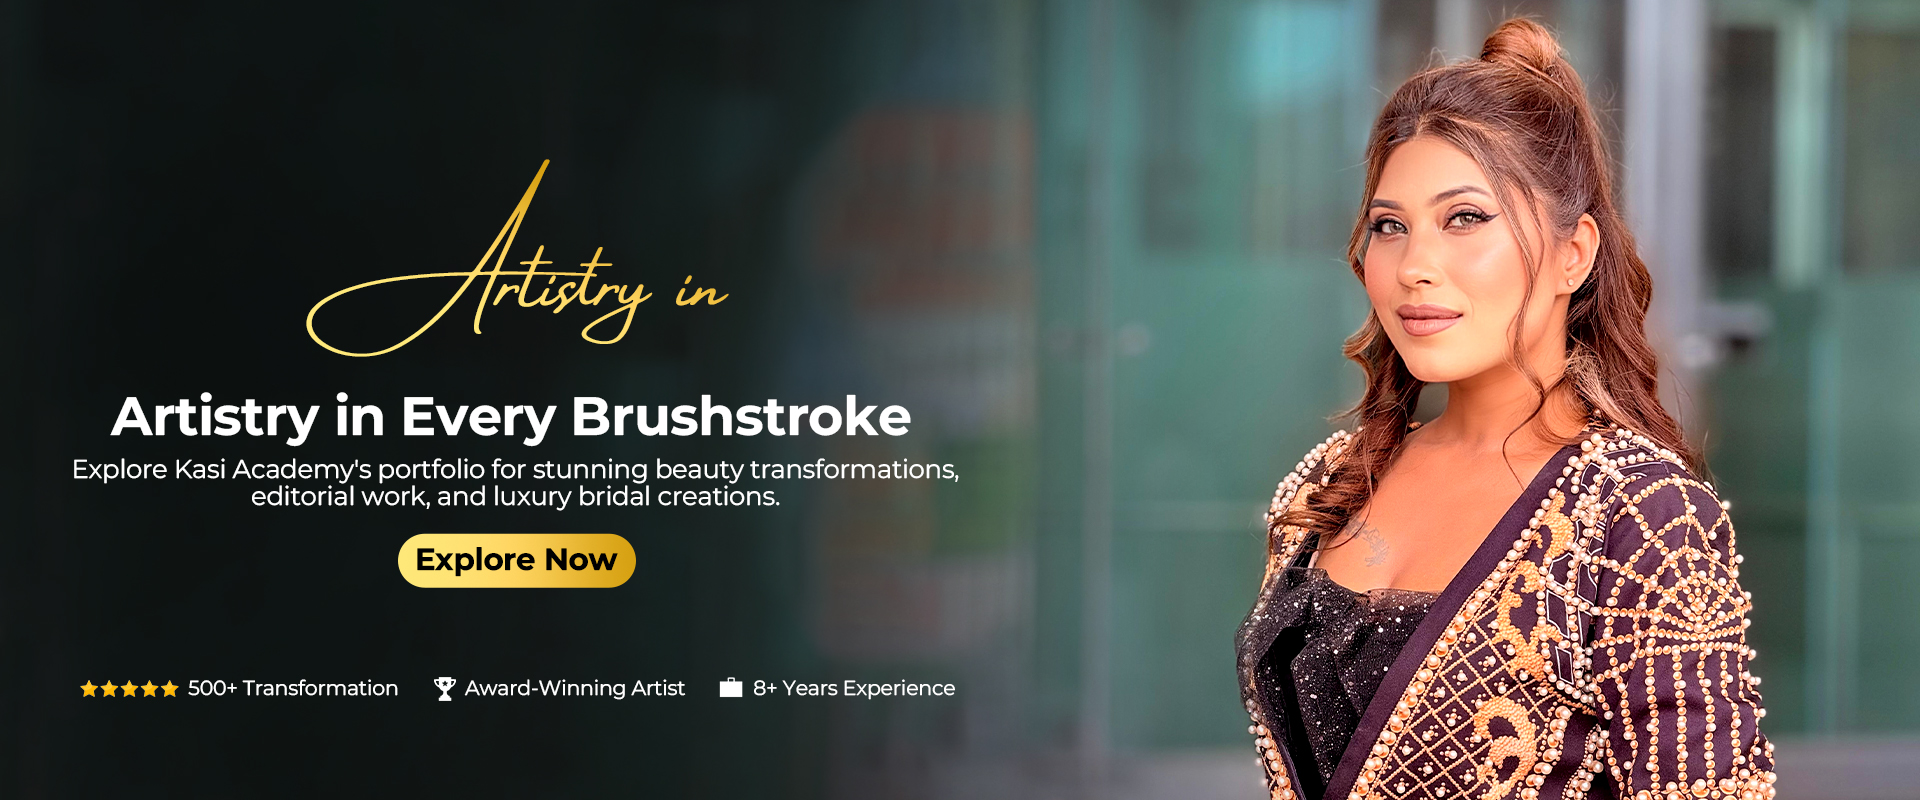 Artistry in
Artistry in Every Brushstroke
Explore Kasi Academy's portfolio for stunning beauty transformations,
editorial work, and luxury bridal creations.
Explore Now
500+ Transformation
Award-Winning Artist
8+ Years Experience